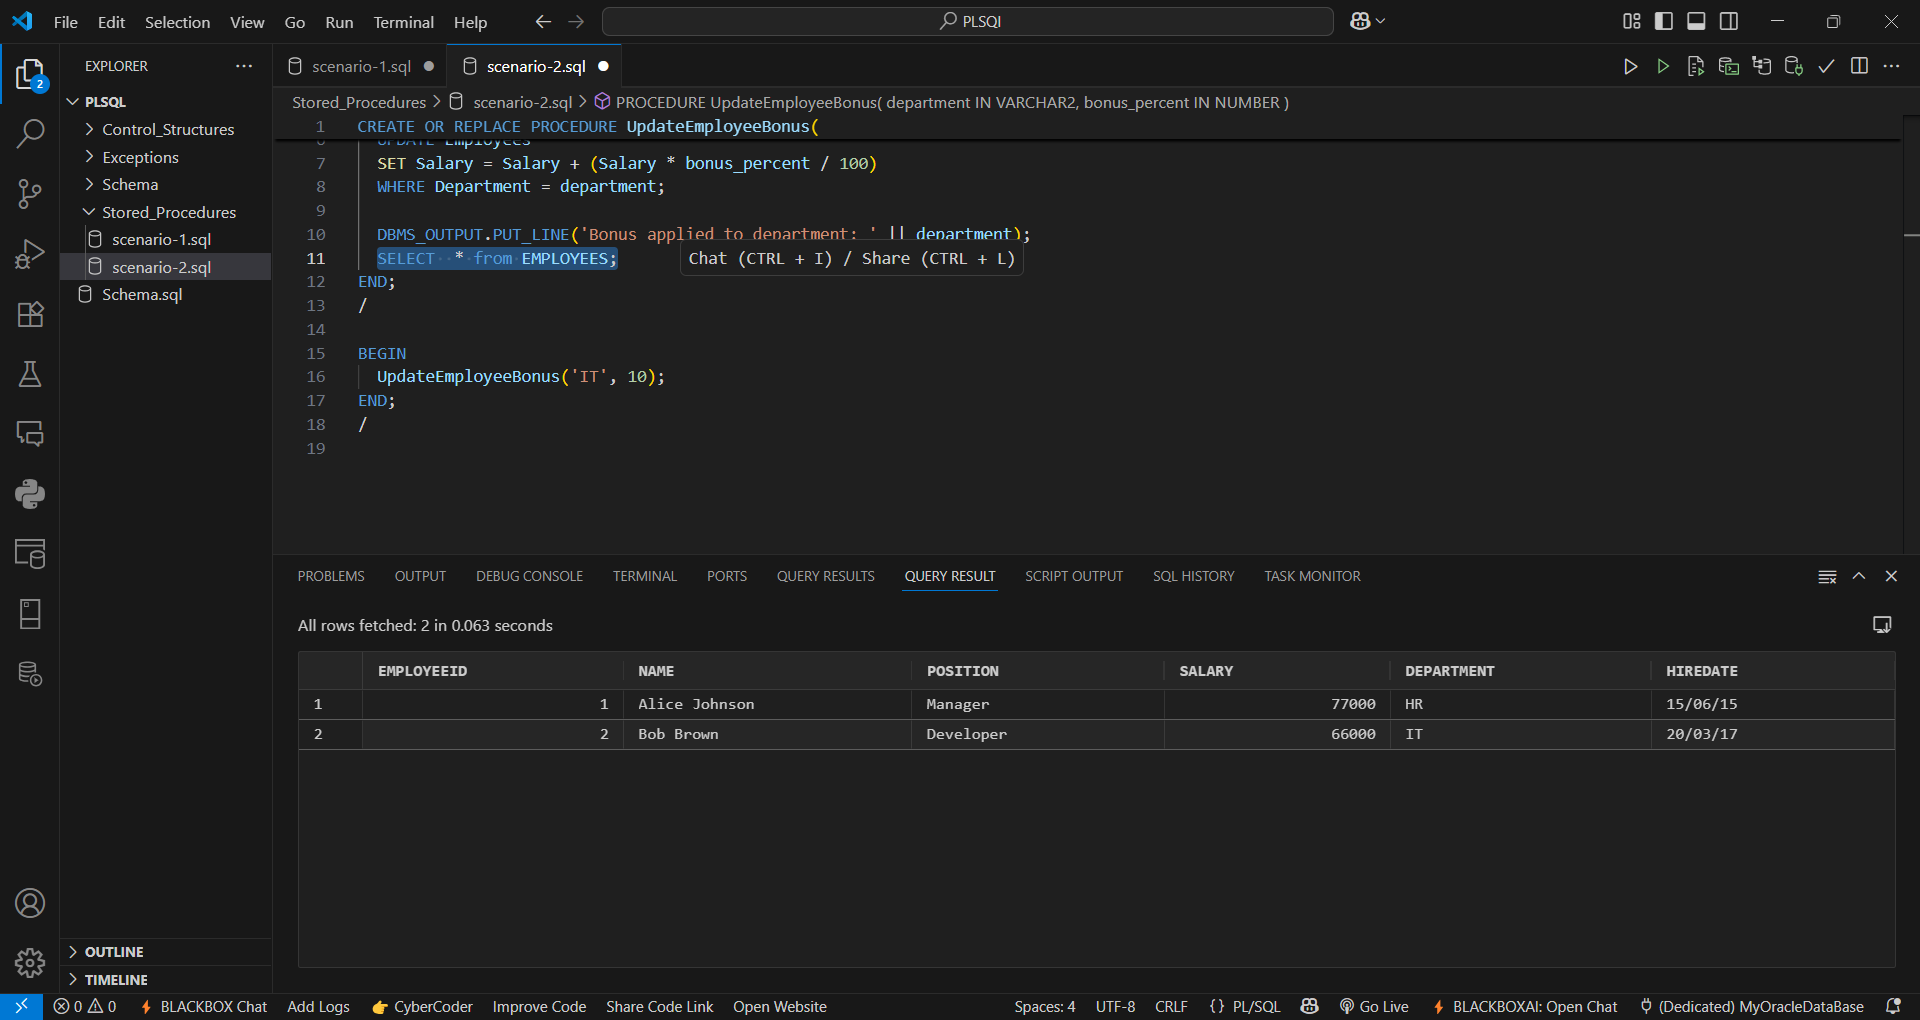 File Edit Selection View Go Run Terminal Help
PLSQl
EXPLORER
PLSQL
Control_Structures
Exceptions
Schema
Stored_Procedures
scenario-1.sql
scenario-2.sql
Schema.sql
OUTLINE
TIMELINE
2
scenario-1.sql
scenario-2.sql
Stored_Procedures > scenario-2.sql > PROCEDURE UpdateEmployeeBonus( department IN VARCHAR2, bonus_percent IN NUMBER )
1 CREATE OR REPLACE PROCEDURE UpdateEmployeeBonus(
6 UPDATE Employees
7 SET Salary = Salary + (Salary * bonus_percent / 100)
8 WHERE Department = department;
9
10 DBMS_OUTPUT.PUT_LINE('Bonus applied to department: ' || department);
11 SELECT * from EMPLOYEES;
Chat (CTRL + I) / Share (CTRL + L)
12 END;
13 /
14
15 BEGIN
16 UpdateEmployeeBonus('IT', 10);
17 END;
18 /
19
PROBLEMS OUTPUT DEBUG CONSOLE TERMINAL PORTS QUERY RESULTS QUERY RESULT SCRIPT OUTPUT SQL HISTORY TASK MONITOR
All rows fetched: 2 in 0.063 seconds
EMPLOYEEID NAME POSITION SALARY DEPARTMENT HIREDATE
1 1 Alice Johnson Manager 77000 HR 15/06/15
2 2 Bob Brown Developer 66000 IT 20/03/17
0 0 BLACKBOX Chat Add Logs CyberCoder Improve Code Share Code Link Open Website Spaces: 4 UTF-8 CRLF {} PL/SQL Go Live BLACKBOXAI: Open Chat (Dedicated) MyOracleDataBase